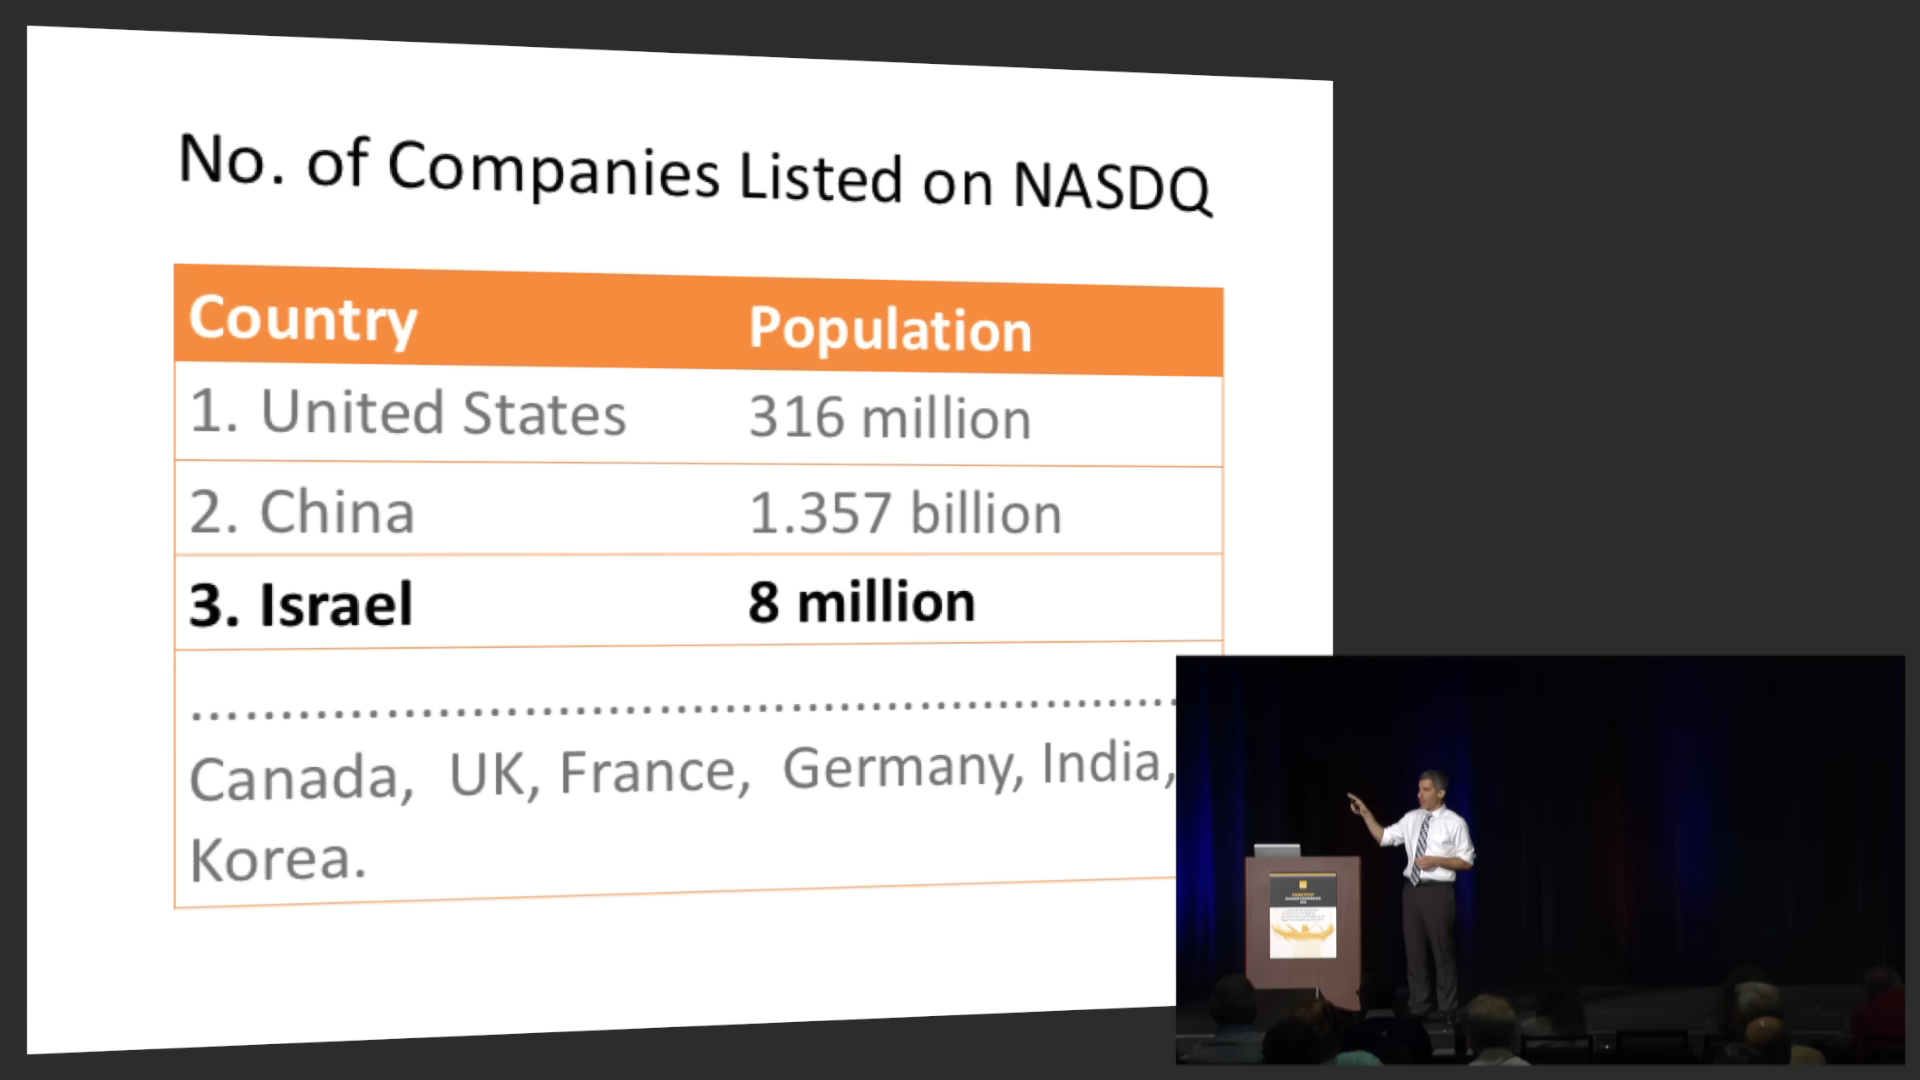 No. of Companies Listed on NASDQ
Country Population
1. United States 316 million
2. China 1.357 billion
3. Israel 8 million
................................................................
Canada, UK, France, Germany, India,
Korea.